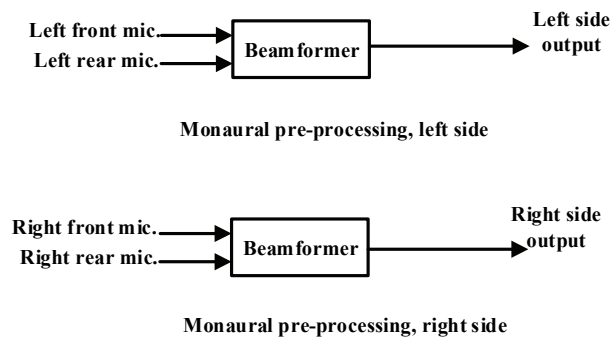 Left front mic.
Left rear mic.
Beamformer
Left side
output
Monaural pre-processing, left side
Right front mic.
Right rear mic.
Beamformer
Right side
output
Monaural pre-processing, right side